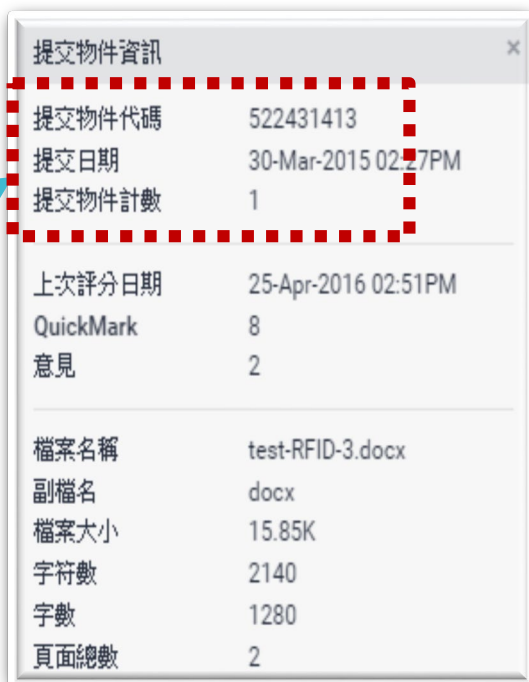 提交物件資訊 ×
提交物件代碼 522431413
提交日期 30-Mar-2015 02:27PM
提交物件計數 1
上次評分日期 25-Apr-2016 02:51PM
QuickMark 8
意見 2
檔案名稱 test-RFID-3.docx
副檔名 docx
檔案大小 15.85K
字符數 2140
字數 1280
頁面總數 2